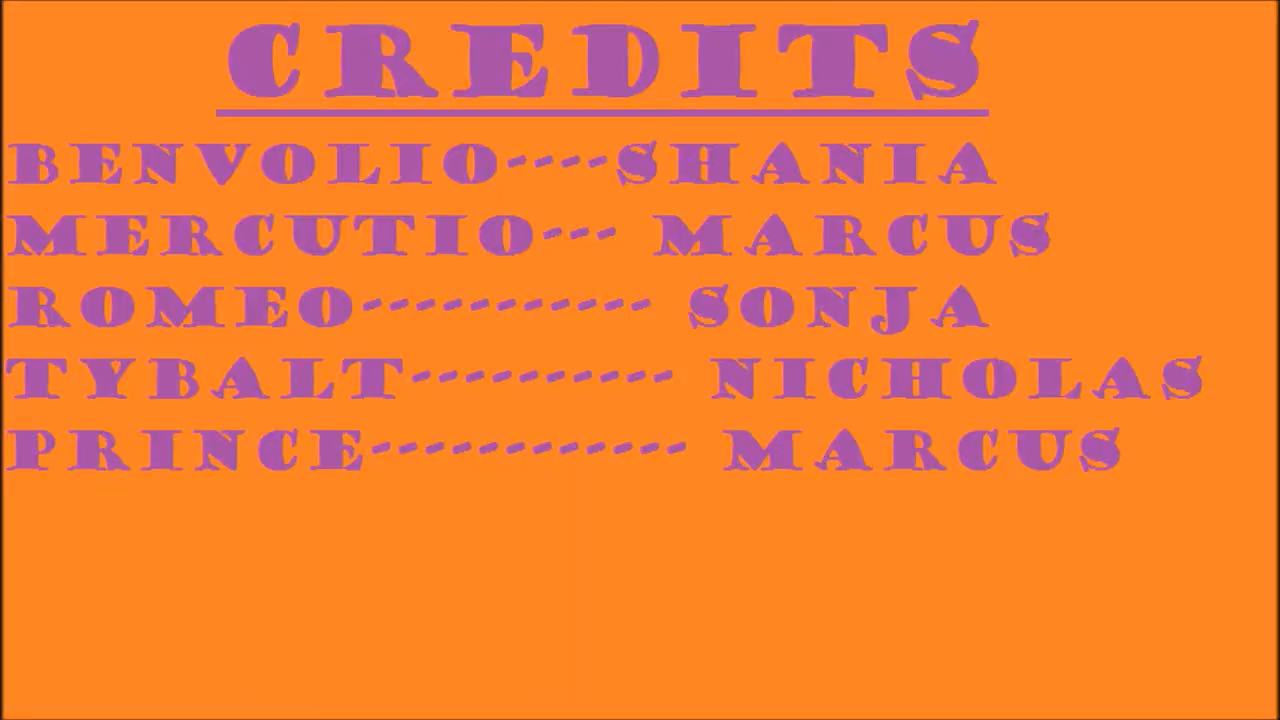 CREDITS
BENVOLIO----SHANIA
MERCUTIO--- MARCUS
ROMEO----------- SONJA
TYBALT---------- NICHOLAS
PRINCE------------ MARCUS